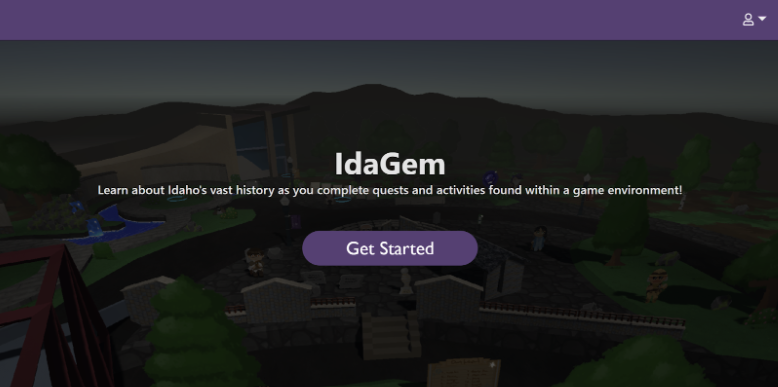 IdaGem
Learn about Idaho's vast history as you complete quests and activities found within a game environment!
Get Started